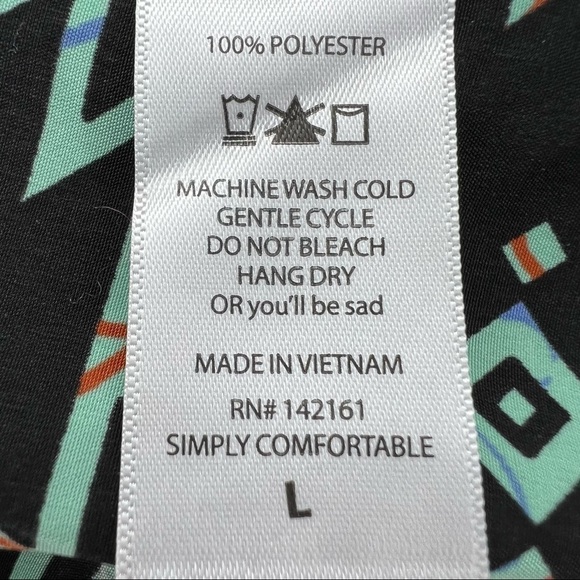 100% POLYESTER
MACHINE WASH COLD
GENTLE CYCLE
DO NOT BLEACH
HANG DRY
OR you'll be sad
MADE IN VIETNAM
RN# 142161
SIMPLY COMFORTABLE
L